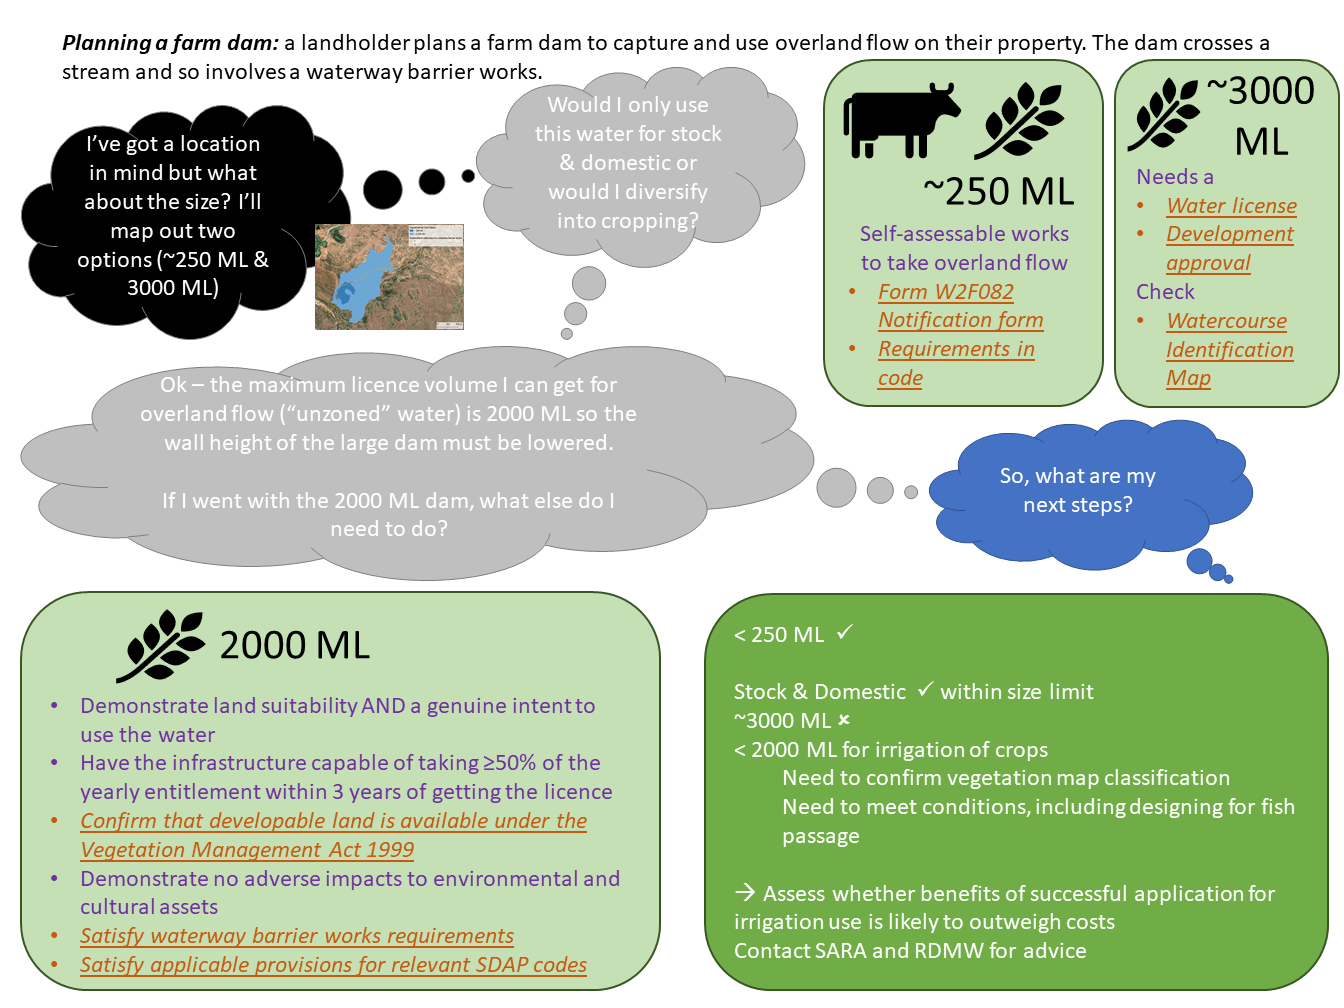 Planning a farm dam: a landholder plans a farm dam to capture and use overland flow on their property. The dam crosses a
stream and so involves a waterway barrier works.
I've got a location
in mind but what
about the size? I'll
map out two
options (~250 ML &
3000 ML)
Would I only use
this water for stock
& domestic or
would I diversify
into cropping?
~250 ML
Self-assessable works
to take overland flow
• Form W2F082
Notification form
• Requirements in
code
~3000
ML
Needs a
• Water license
• Development
approval
Check
• Watercourse
Identification
Map
Ok – the maximum licence volume I can get for
overland flow ("unzoned" water) is 2000 ML so the
wall height of the large dam must be lowered.
If I went with the 2000 ML dam, what else do I
need to do?
So, what are my
next steps?
2000 ML
• Demonstrate land suitability AND a genuine intent to
use the water
• Have the infrastructure capable of taking ≥50% of the
yearly entitlement within 3 years of getting the licence
• Confirm that developable land is available under the
Vegetation Management Act 1999
• Demonstrate no adverse impacts to environmental and
cultural assets
• Satisfy waterway barrier works requirements
• Satisfy applicable provisions for relevant SDAP codes
< 250 ML ✓
Stock & Domestic ✓ within size limit
~3000 ML ✘
< 2000 ML for irrigation of crops
Need to confirm vegetation map classification
Need to meet conditions, including designing for fish
passage
→ Assess whether benefits of successful application for
irrigation use is likely to outweigh costs
Contact SARA and RDMW for advice